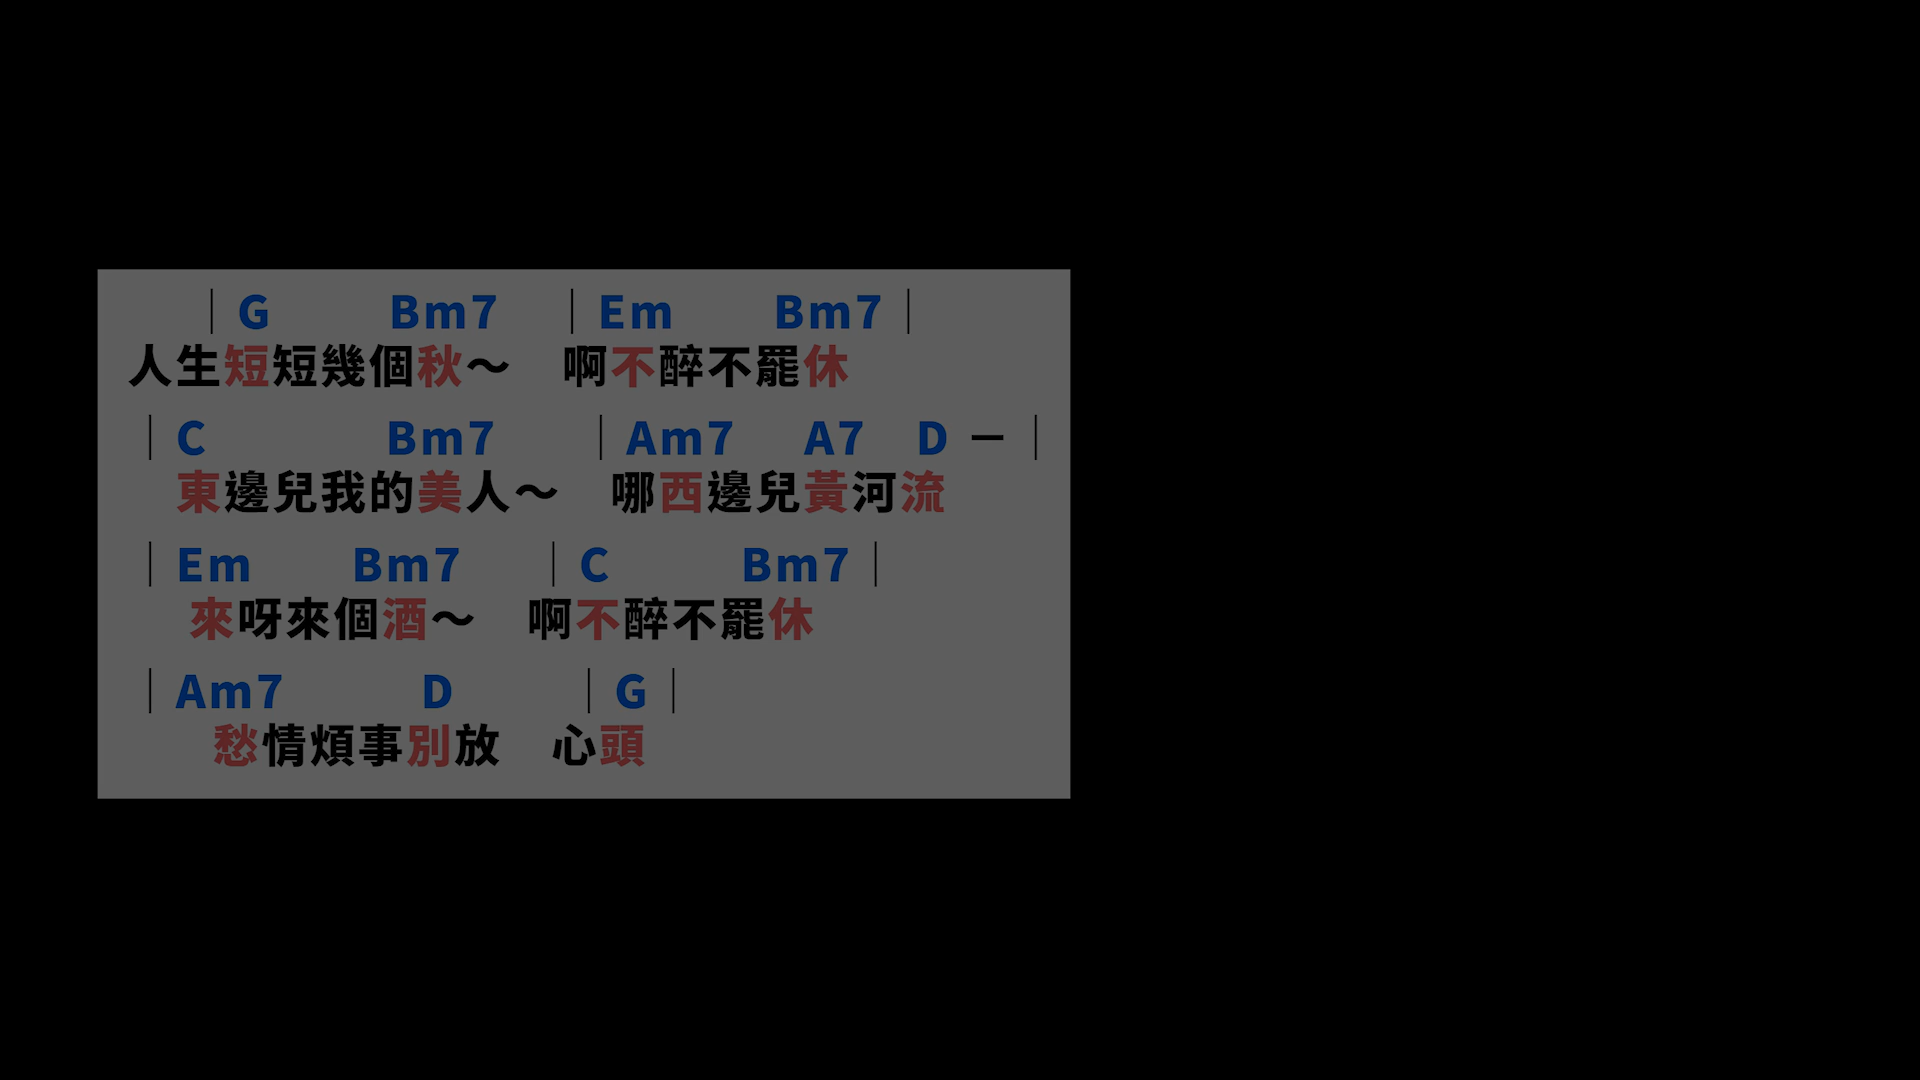 ｜G Bm7 ｜Em Bm7｜
人生短短幾個秋～ 啊不醉不罷休
｜C Bm7 ｜Am7 A7 D －｜
東邊兒我的美人～ 哪西邊兒黃河流
｜Em Bm7 ｜C Bm7｜
來呀來個酒～ 啊不醉不罷休
｜Am7 D ｜G｜
愁情煩事別放 心頭